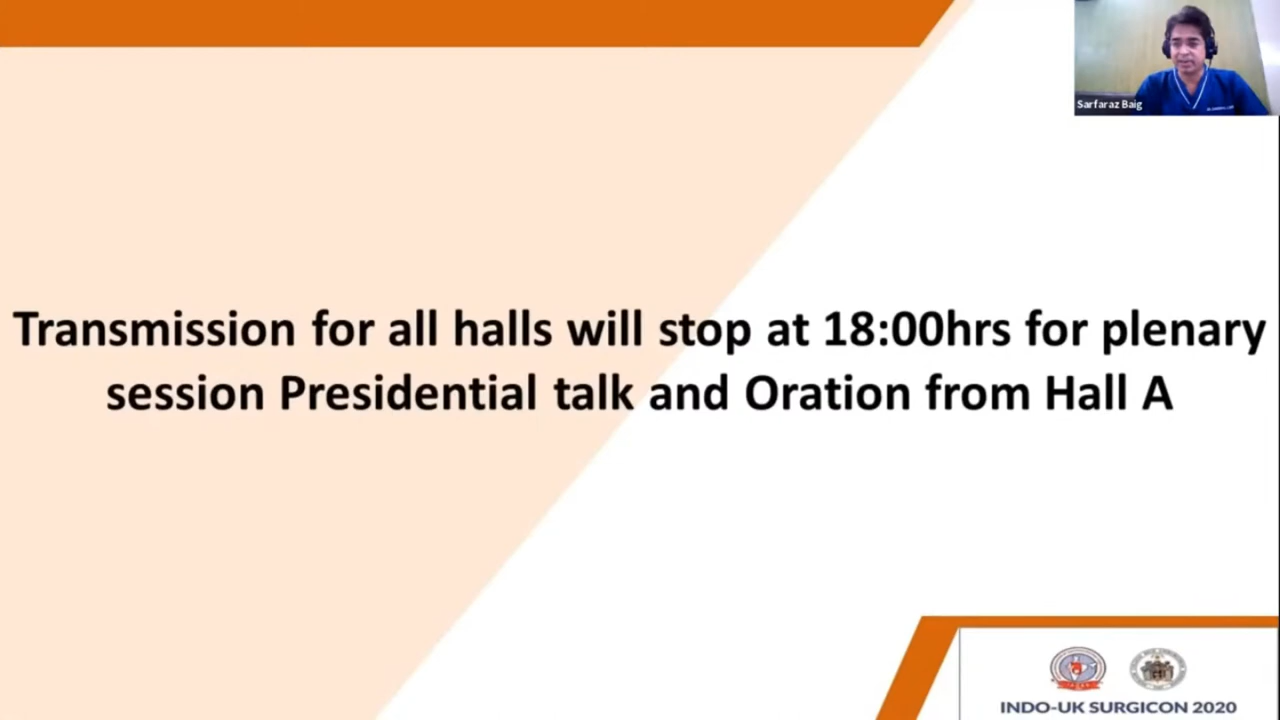 Sarfaraz Baig
Transmission for all halls will stop at 18:00hrs for plenary
session Presidential talk and Oration from Hall A
INDO-UK SURGICON 2020